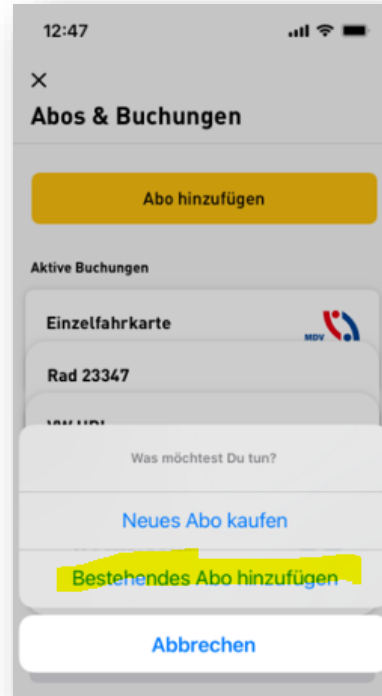 12:47
Abos & Buchungen
Abo hinzufügen
Aktive Buchungen
Einzelfahrkarte
MDV
Rad 23347
Was möchtest Du tun?
Neues Abo kaufen
Bestehendes Abo hinzufügen
Abbrechen